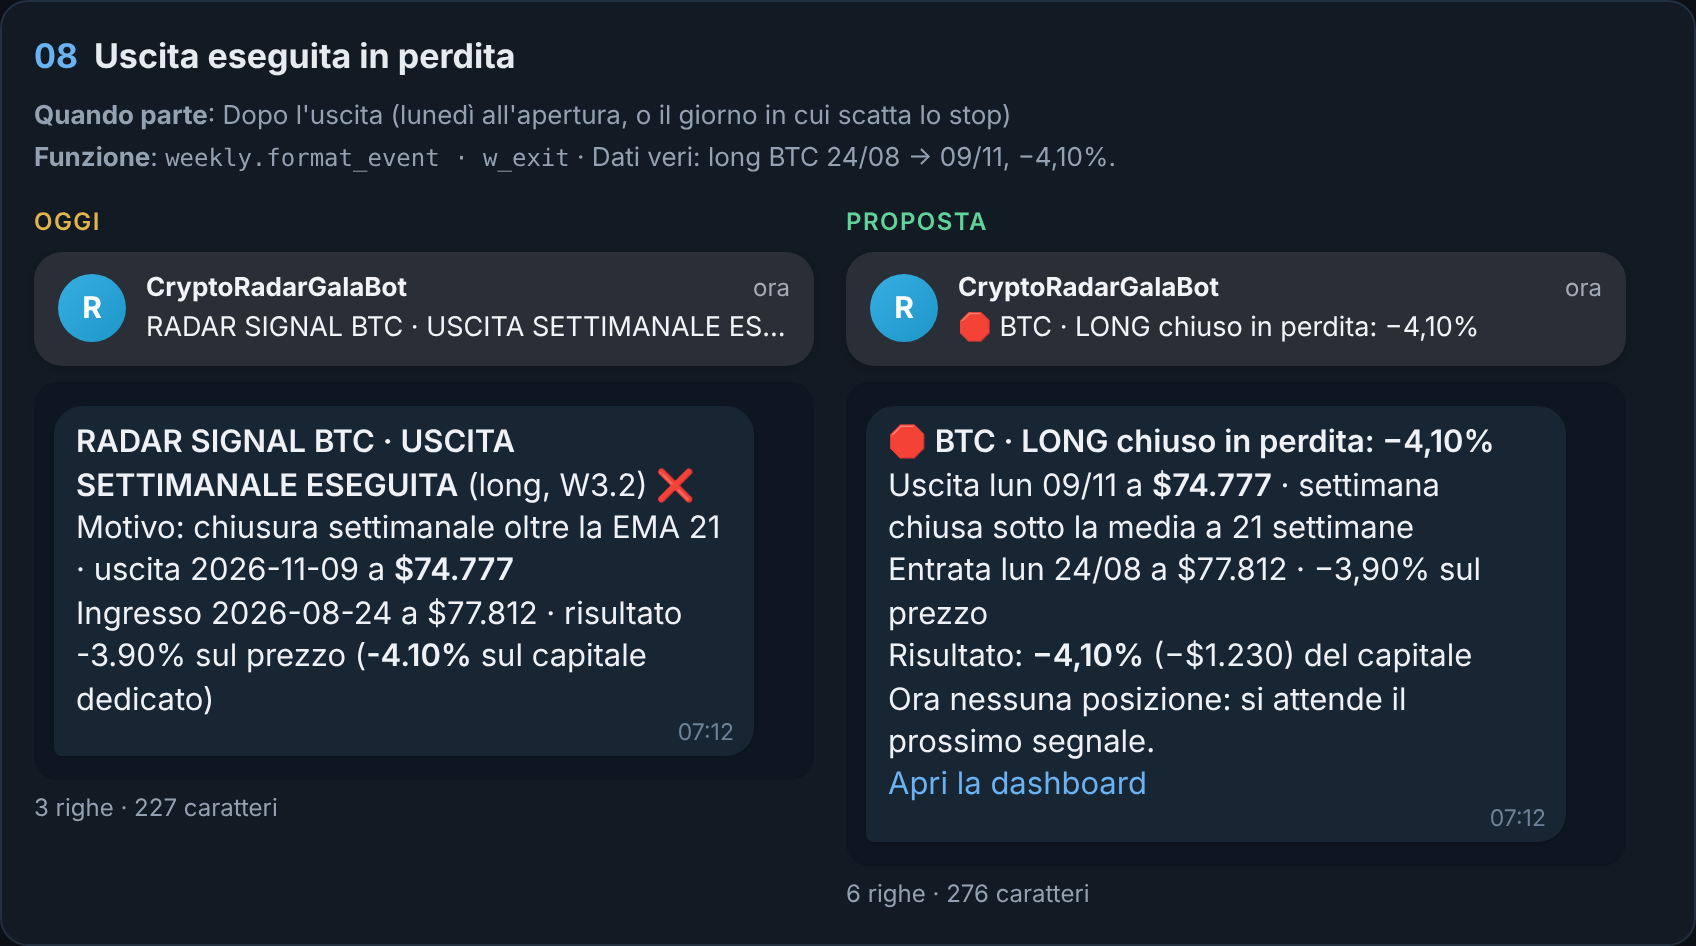 08 Uscita eseguita in perdita
Quando parte: Dopo l'uscita (lunedì all'apertura, o il giorno in cui scatta lo stop)
Funzione: weekly.format_event · w_exit · Dati veri: long BTC 24/08 → 09/11, −4,10%.
OGGI
R
CryptoRadarGalaBot
ora
RADAR SIGNAL BTC · USCITA SETTIMANALE ES...
RADAR SIGNAL BTC · USCITA
SETTIMANALE ESEGUITA (long, W3.2) ❌
Motivo: chiusura settimanale oltre la EMA 21
· uscita 2026-11-09 a $74.777
Ingresso 2026-08-24 a $77.812 · risultato
-3.90% sul prezzo (-4.10% sul capitale
dedicato)
07:12
3 righe · 227 caratteri
PROPOSTA
R
CryptoRadarGalaBot
ora
🛑 BTC · LONG chiuso in perdita: −4,10%
🛑 BTC · LONG chiuso in perdita: −4,10%
Uscita lun 09/11 a $74.777 · settimana
chiusa sotto la media a 21 settimane
Entrata lun 24/08 a $77.812 · −3,90% sul
prezzo
Risultato: −4,10% (−$1.230) del capitale
Ora nessuna posizione: si attende il
prossimo segnale.
Apri la dashboard
07:12
6 righe · 276 caratteri